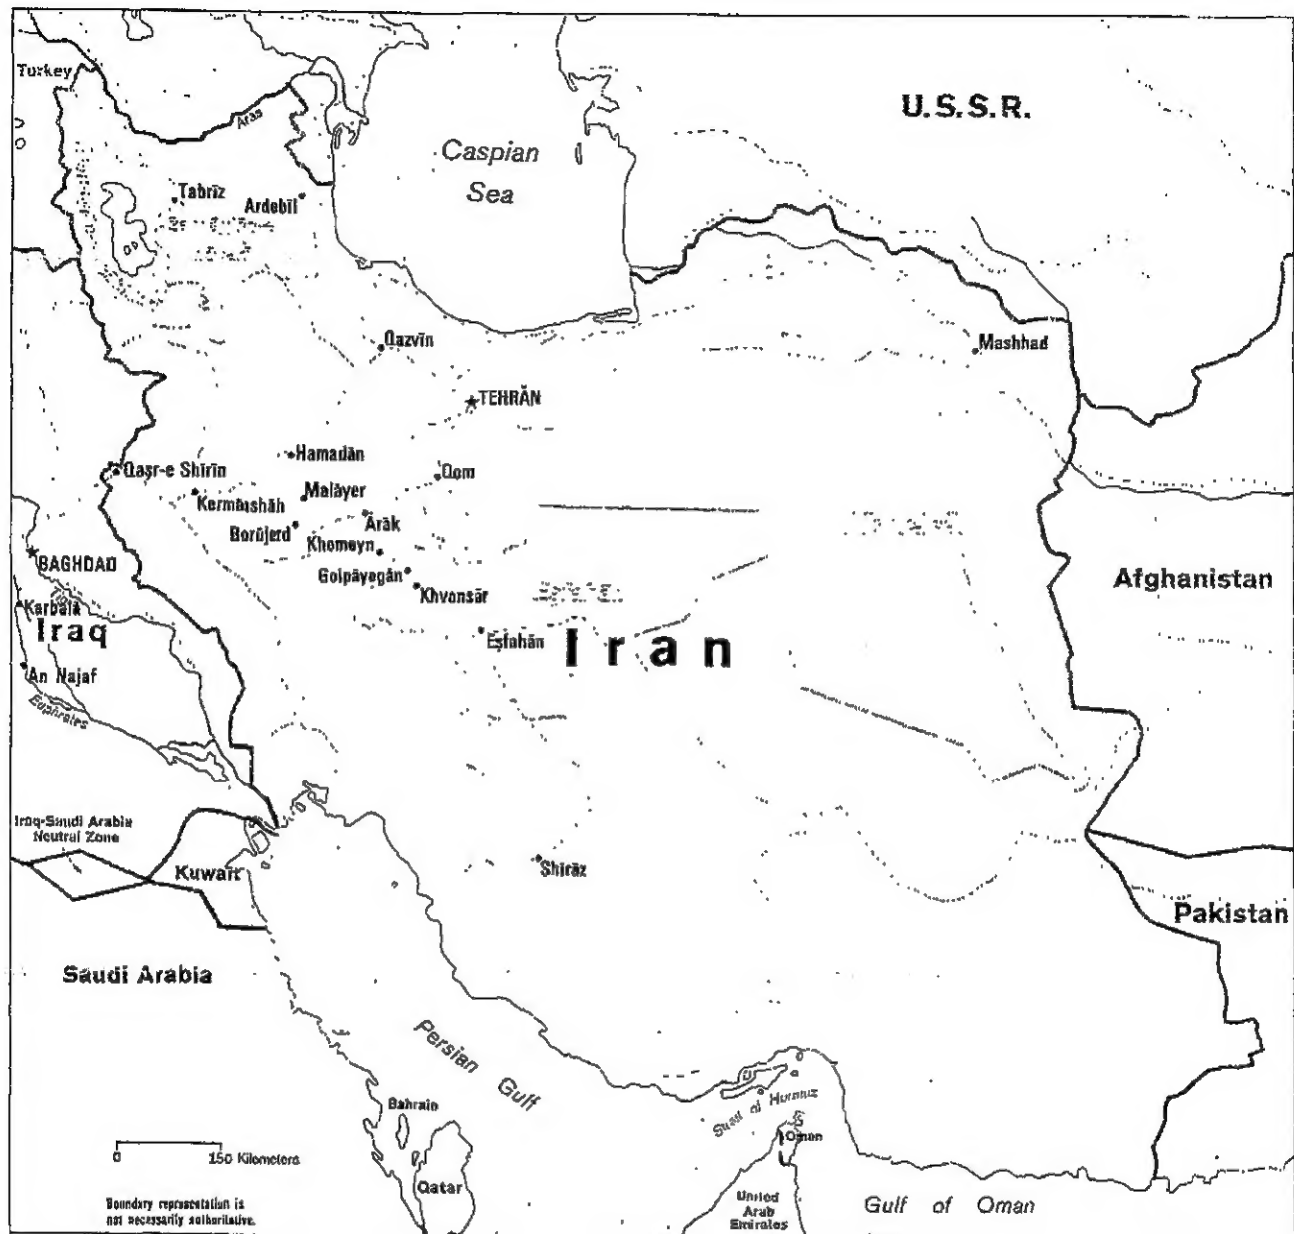 Turkey
Aras
U.S.S.R.
Caspian
Sea
Tabrīz
Ardebīl
Qazvīn
Mashhad
TEHRĀN
Hamadān
Qaşr-e Shīrīn
Qom
Kermānshāh
Malāyer
Borūjerd
Arāk
Khomeyn
BAGHDAD
Golpāyegān
Khvonsār
Afghanistan
Karbalā
Iraq
Eşfahān
Iran
An Najaf
Euphrates
Iraq-Saudi Arabia
Neutral Zone
Kuwait
Shīrāz
Pakistan
Saudi Arabia
Persian Gulf
Bahrain
Strait of Hormuz
Oman
0 150 Kilometers
Qatar
Boundary representation is
not necessarily authoritative.
United
Arab
Emirates
Gulf of Oman